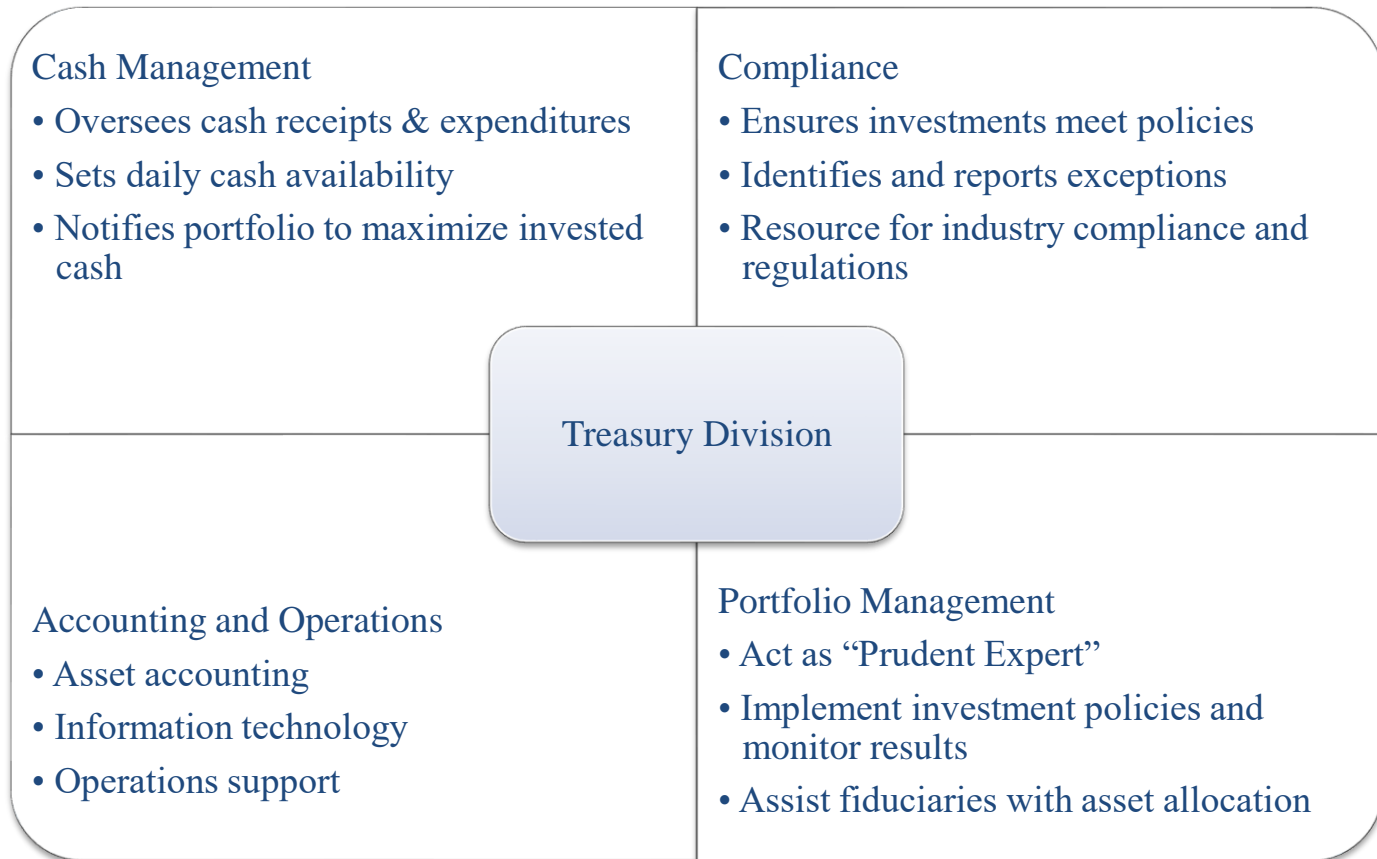 Cash Management
• Oversees cash receipts & expenditures
• Sets daily cash availability
• Notifies portfolio to maximize invested
cash
Compliance
• Ensures investments meet policies
• Identifies and reports exceptions
• Resource for industry compliance and
regulations
Treasury Division
Accounting and Operations
• Asset accounting
• Information technology
• Operations support
Portfolio Management
• Act as “Prudent Expert”
• Implement investment policies and
monitor results
• Assist fiduciaries with asset allocation